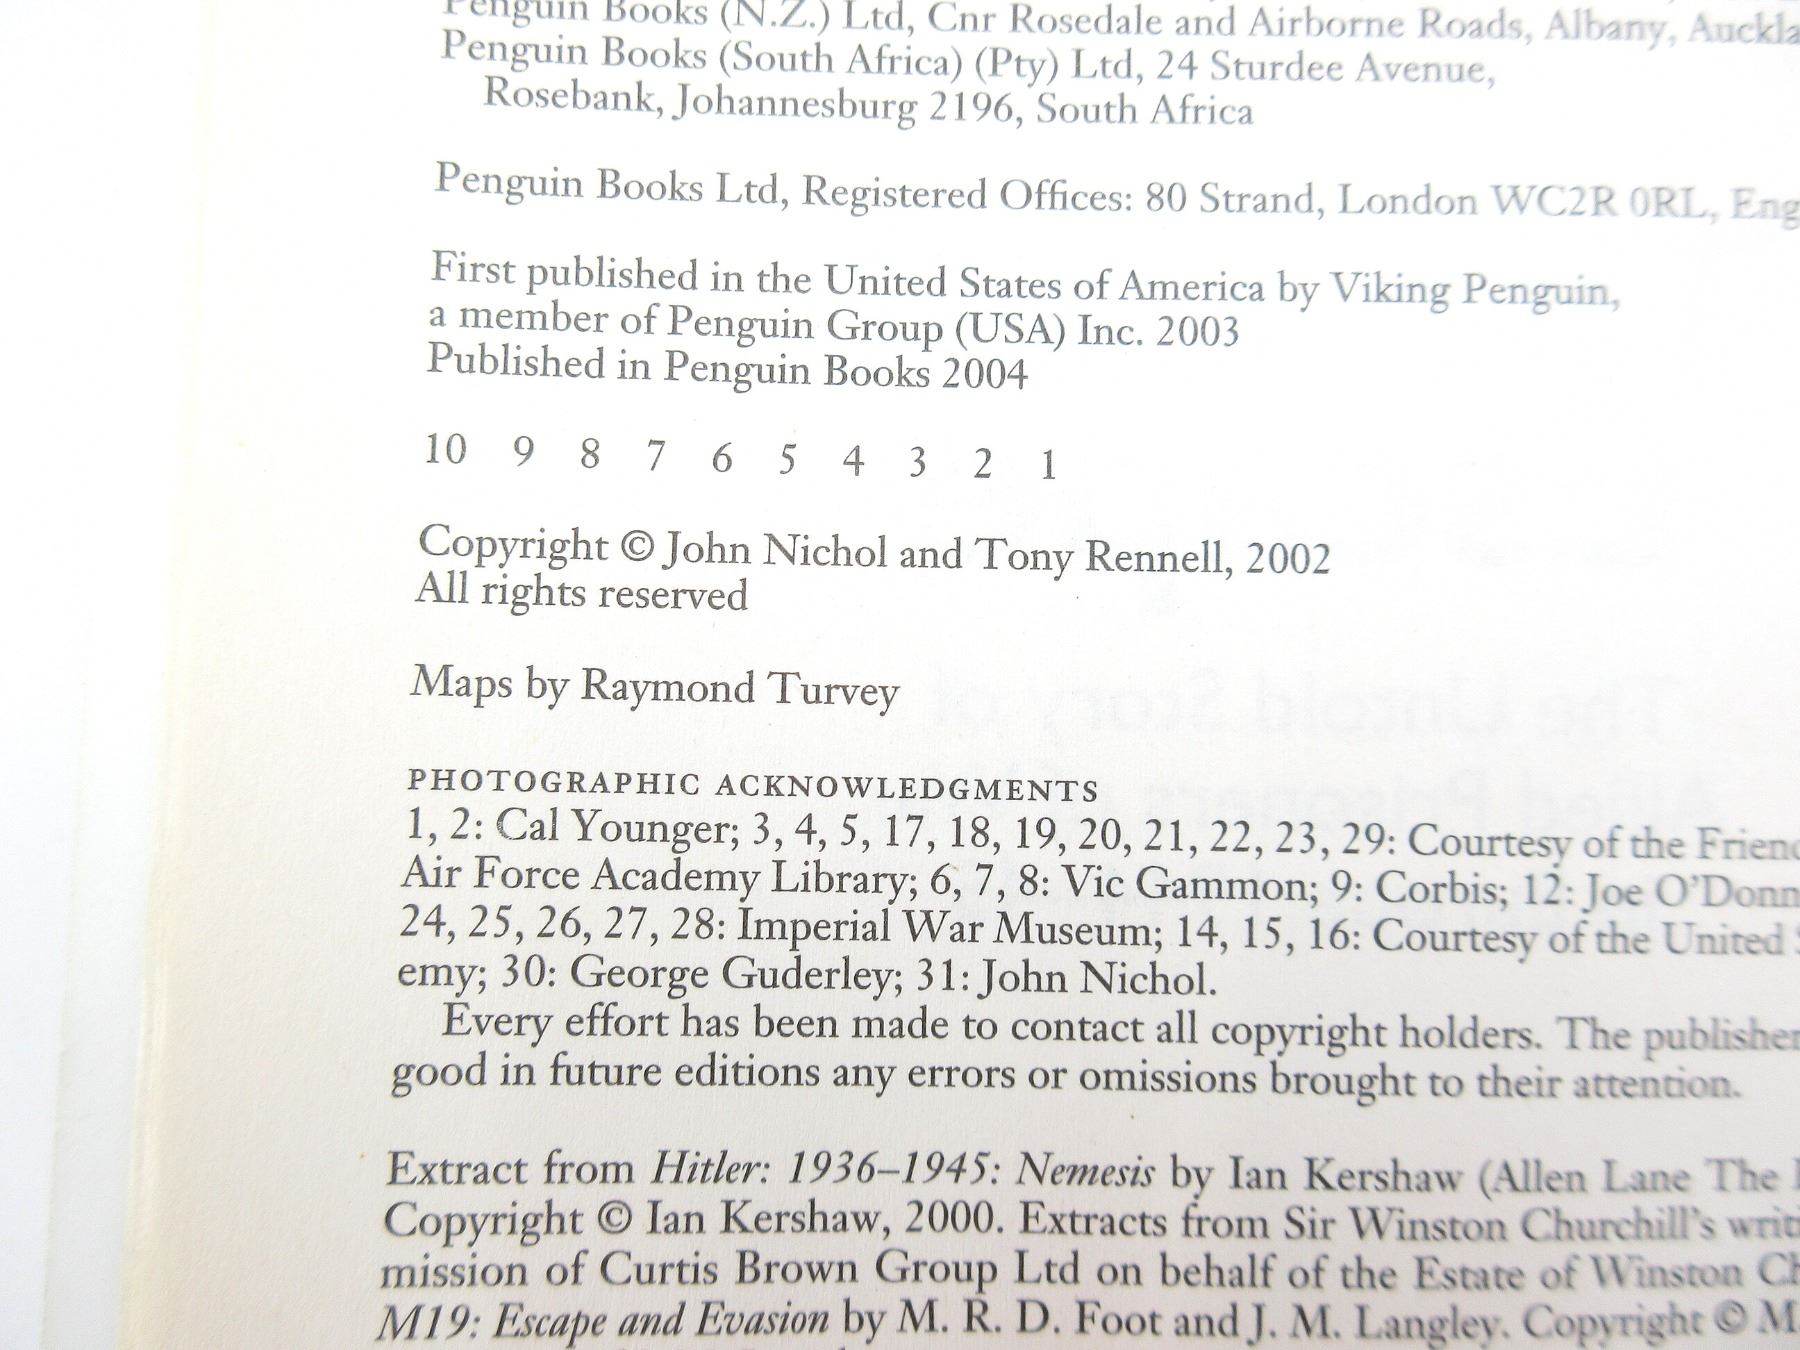 Penguin Books (N.Z.) Ltd, Cnr Rosedale and Airborne Roads, Albany, Auckla
Penguin Books (South Africa) (Pty) Ltd, 24 Sturdee Avenue,
Rosebank, Johannesburg 2196, South Africa
Penguin Books Ltd, Registered Offices: 80 Strand, London WC2R 0RL, Eng
First published in the United States of America by Viking Penguin,
a member of Penguin Group (USA) Inc. 2003
Published in Penguin Books 2004
10 9 8 7 6 5 4 3 2 1
Copyright © John Nichol and Tony Rennell, 2002
All rights reserved
Maps by Raymond Turvey
PHOTOGRAPHIC ACKNOWLEDGMENTS
1, 2: Cal Younger; 3, 4, 5, 17, 18, 19, 20, 21, 22, 23, 29: Courtesy of the Friend
Air Force Academy Library; 6, 7, 8: Vic Gammon; 9: Corbis; 12: Joe O'Donn
24, 25, 26, 27, 28: Imperial War Museum; 14, 15, 16: Courtesy of the United S
emy; 30: George Guderley; 31: John Nichol.
Every effort has been made to contact all copyright holders. The publisher
good in future editions any errors or omissions brought to their attention.
Extract from Hitler: 1936–1945: Nemesis by Ian Kershaw (Allen Lane The
Copyright © Ian Kershaw, 2000. Extracts from Sir Winston Churchill's writi
mission of Curtis Brown Group Ltd on behalf of the Estate of Winston Ch
M19: Escape and Evasion by M. R. D. Foot and J. M. Langley. Copyright © M.